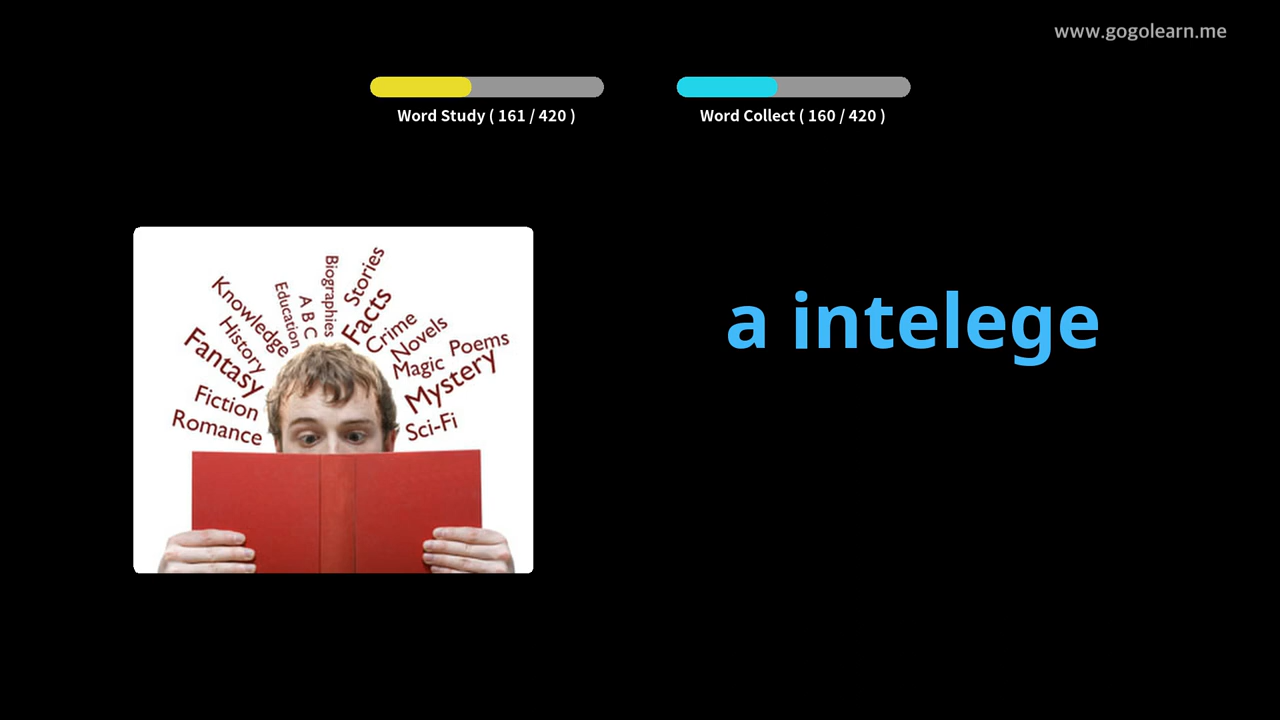 www.gogolearn.me
Word Study ( 161 / 420 )
Word Collect ( 160 / 420 )
Knowledge
History
Fantasy
Fiction
Romance
Education
A B C
Biographies
Stories
Facts
Crime
Novels
Magic
Poems
Mystery
Sci-Fi
a intelege